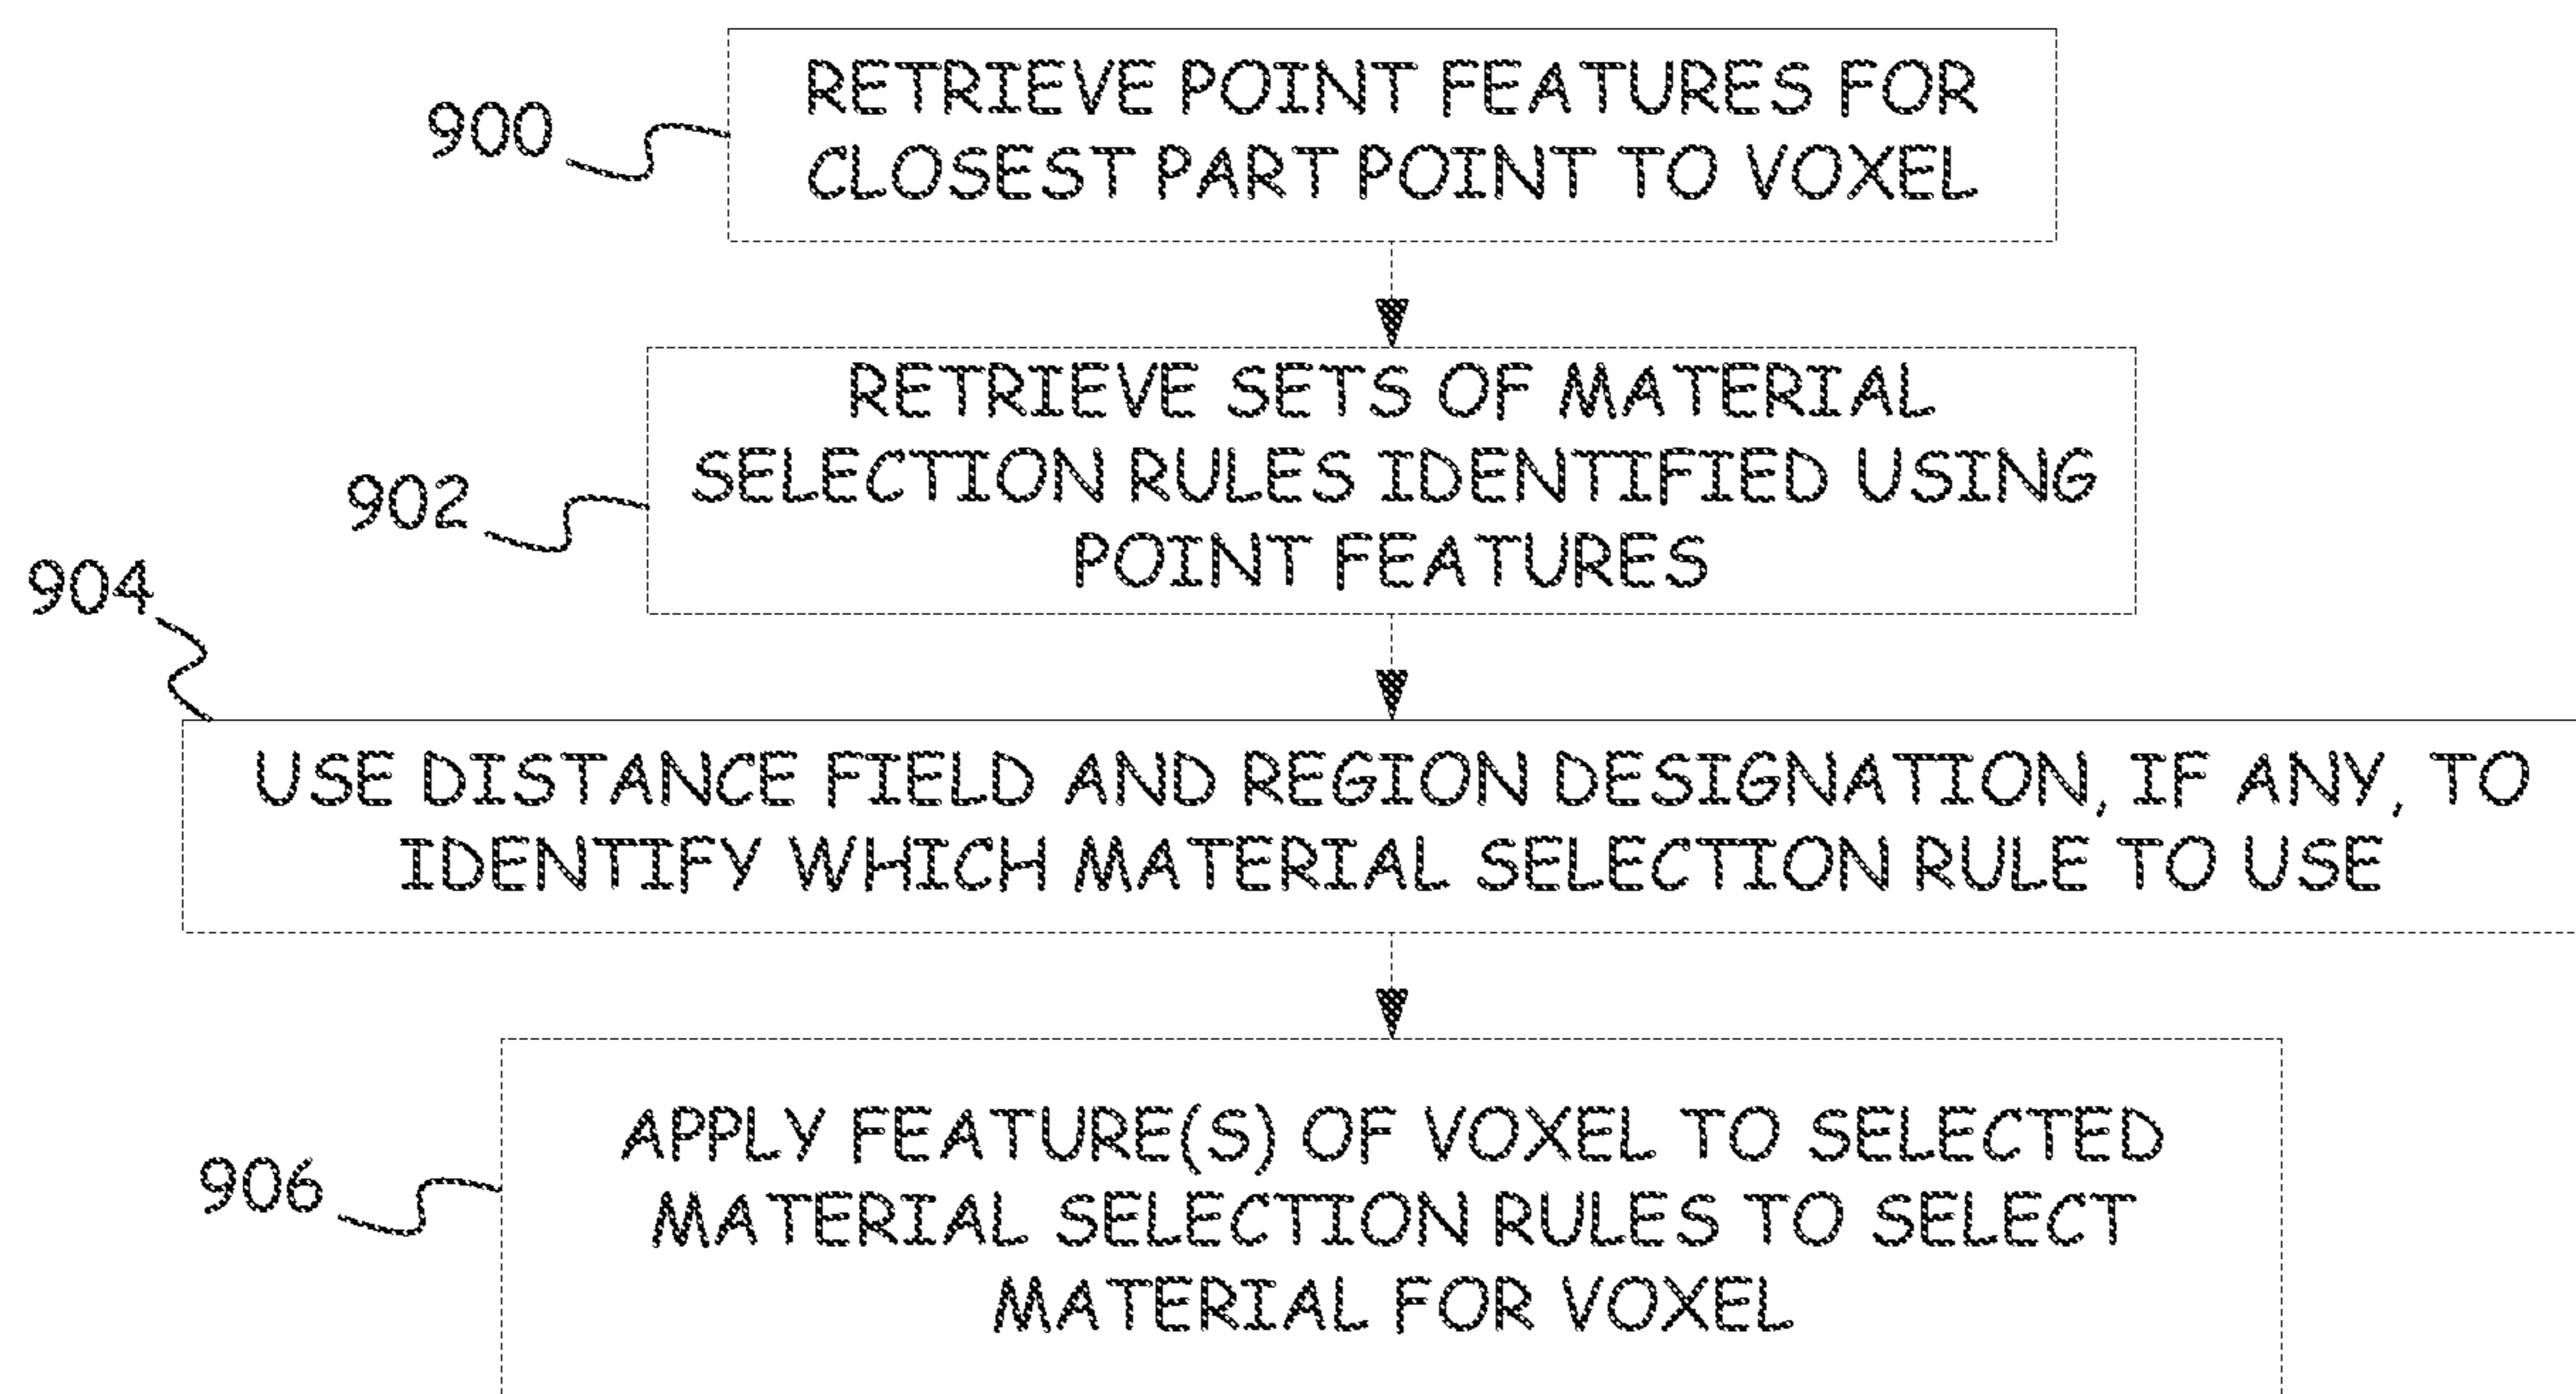 900
RETRIEVE POINT FEATURES FOR
CLOSEST PART POINT TO VOXEL
902
RETRIEVE SETS OF MATERIAL
SELECTION RULES IDENTIFIED USING
POINT FEATURES
904
USE DISTANCE FIELD AND REGION DESIGNATION, IF ANY, TO
IDENTIFY WHICH MATERIAL SELECTION RULE TO USE
906
APPLY FEATURE(S) OF VOXEL TO SELECTED
MATERIAL SELECTION RULES TO SELECT
MATERIAL FOR VOXEL